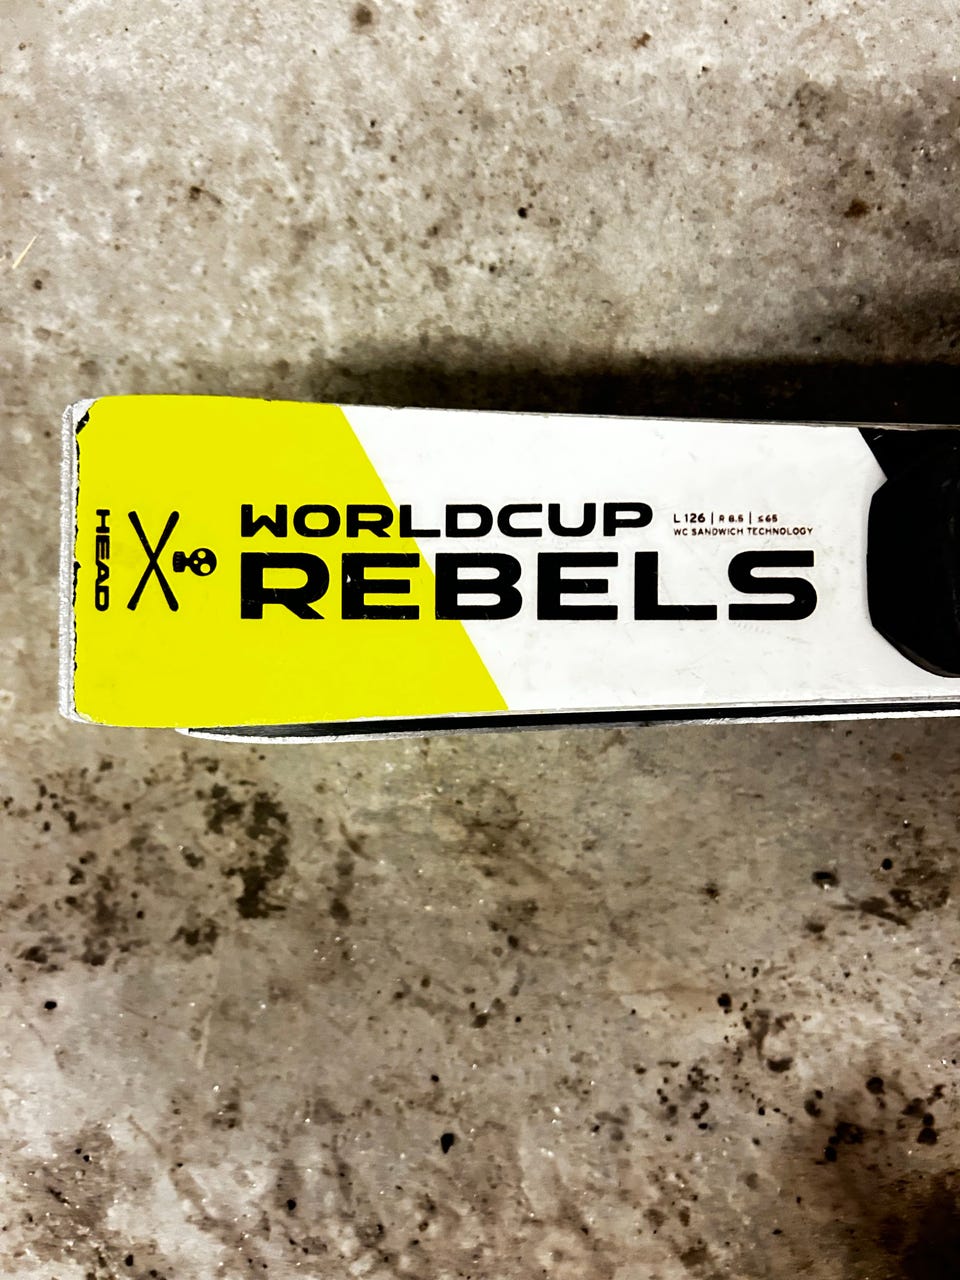 HEAD
WORLDCUP
REBELS
L 126 | R 8.5 | ≤65
WC SANDWICH TECHNOLOGY